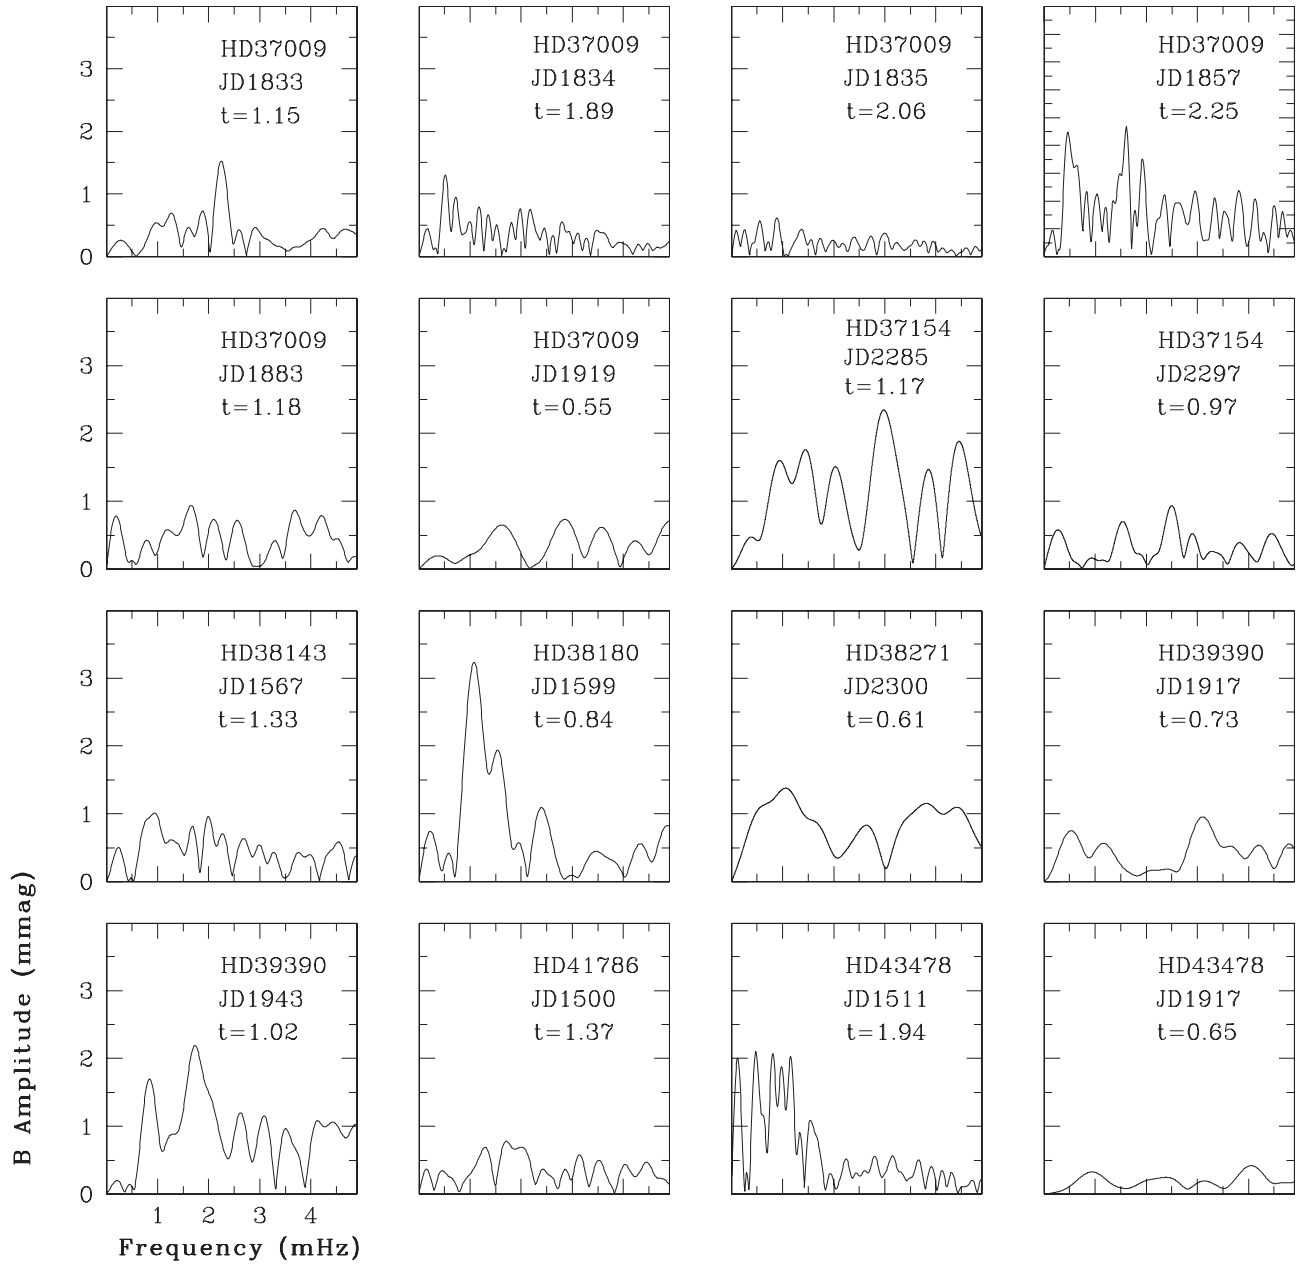 HD37009
JD1833
t=1.15
HD37009
JD1834
t=1.89
HD37009
JD1835
t=2.06
HD37009
JD1857
t=2.25
3
2
1
0
HD37009
JD1883
t=1.18
HD37009
JD1919
t=0.55
HD37154
JD2285
t=1.17
HD37154
JD2297
t=0.97
3
2
1
0
HD38143
JD1567
t=1.33
HD38180
JD1599
t=0.84
HD38271
JD2300
t=0.61
HD39390
JD1917
t=0.73
3
2
1
0
HD39390
JD1943
t=1.02
HD41786
JD1500
t=1.37
HD43478
JD1511
t=1.94
HD43478
JD1917
t=0.65
3
2
1
0
1 2 3 4
B Amplitude (mmag)
Frequency (mHz)